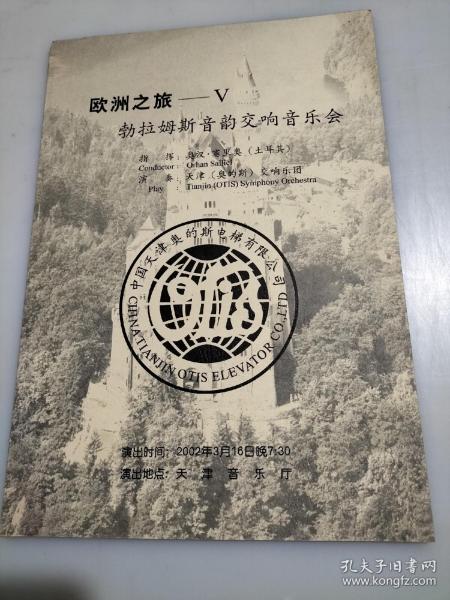 欧洲之旅——V
勃拉姆斯音韵交响音乐会
指 挥：奥汉·塞里奥（土耳其）
Conductor : Orhan Salliel
演 奏：天津（奥的斯）交响乐团
Play : Tianjin (OTIS) Symphony Orchestra
中国天津奥的斯电梯有限公司
OTIS
CHINA TIANJIN OTIS ELEVATOR CO., LTD.
演出时间：2002年3月16日晚7:30
演出地点：天 津 音 乐 厅
孔夫子旧书网
www.kongfz.com